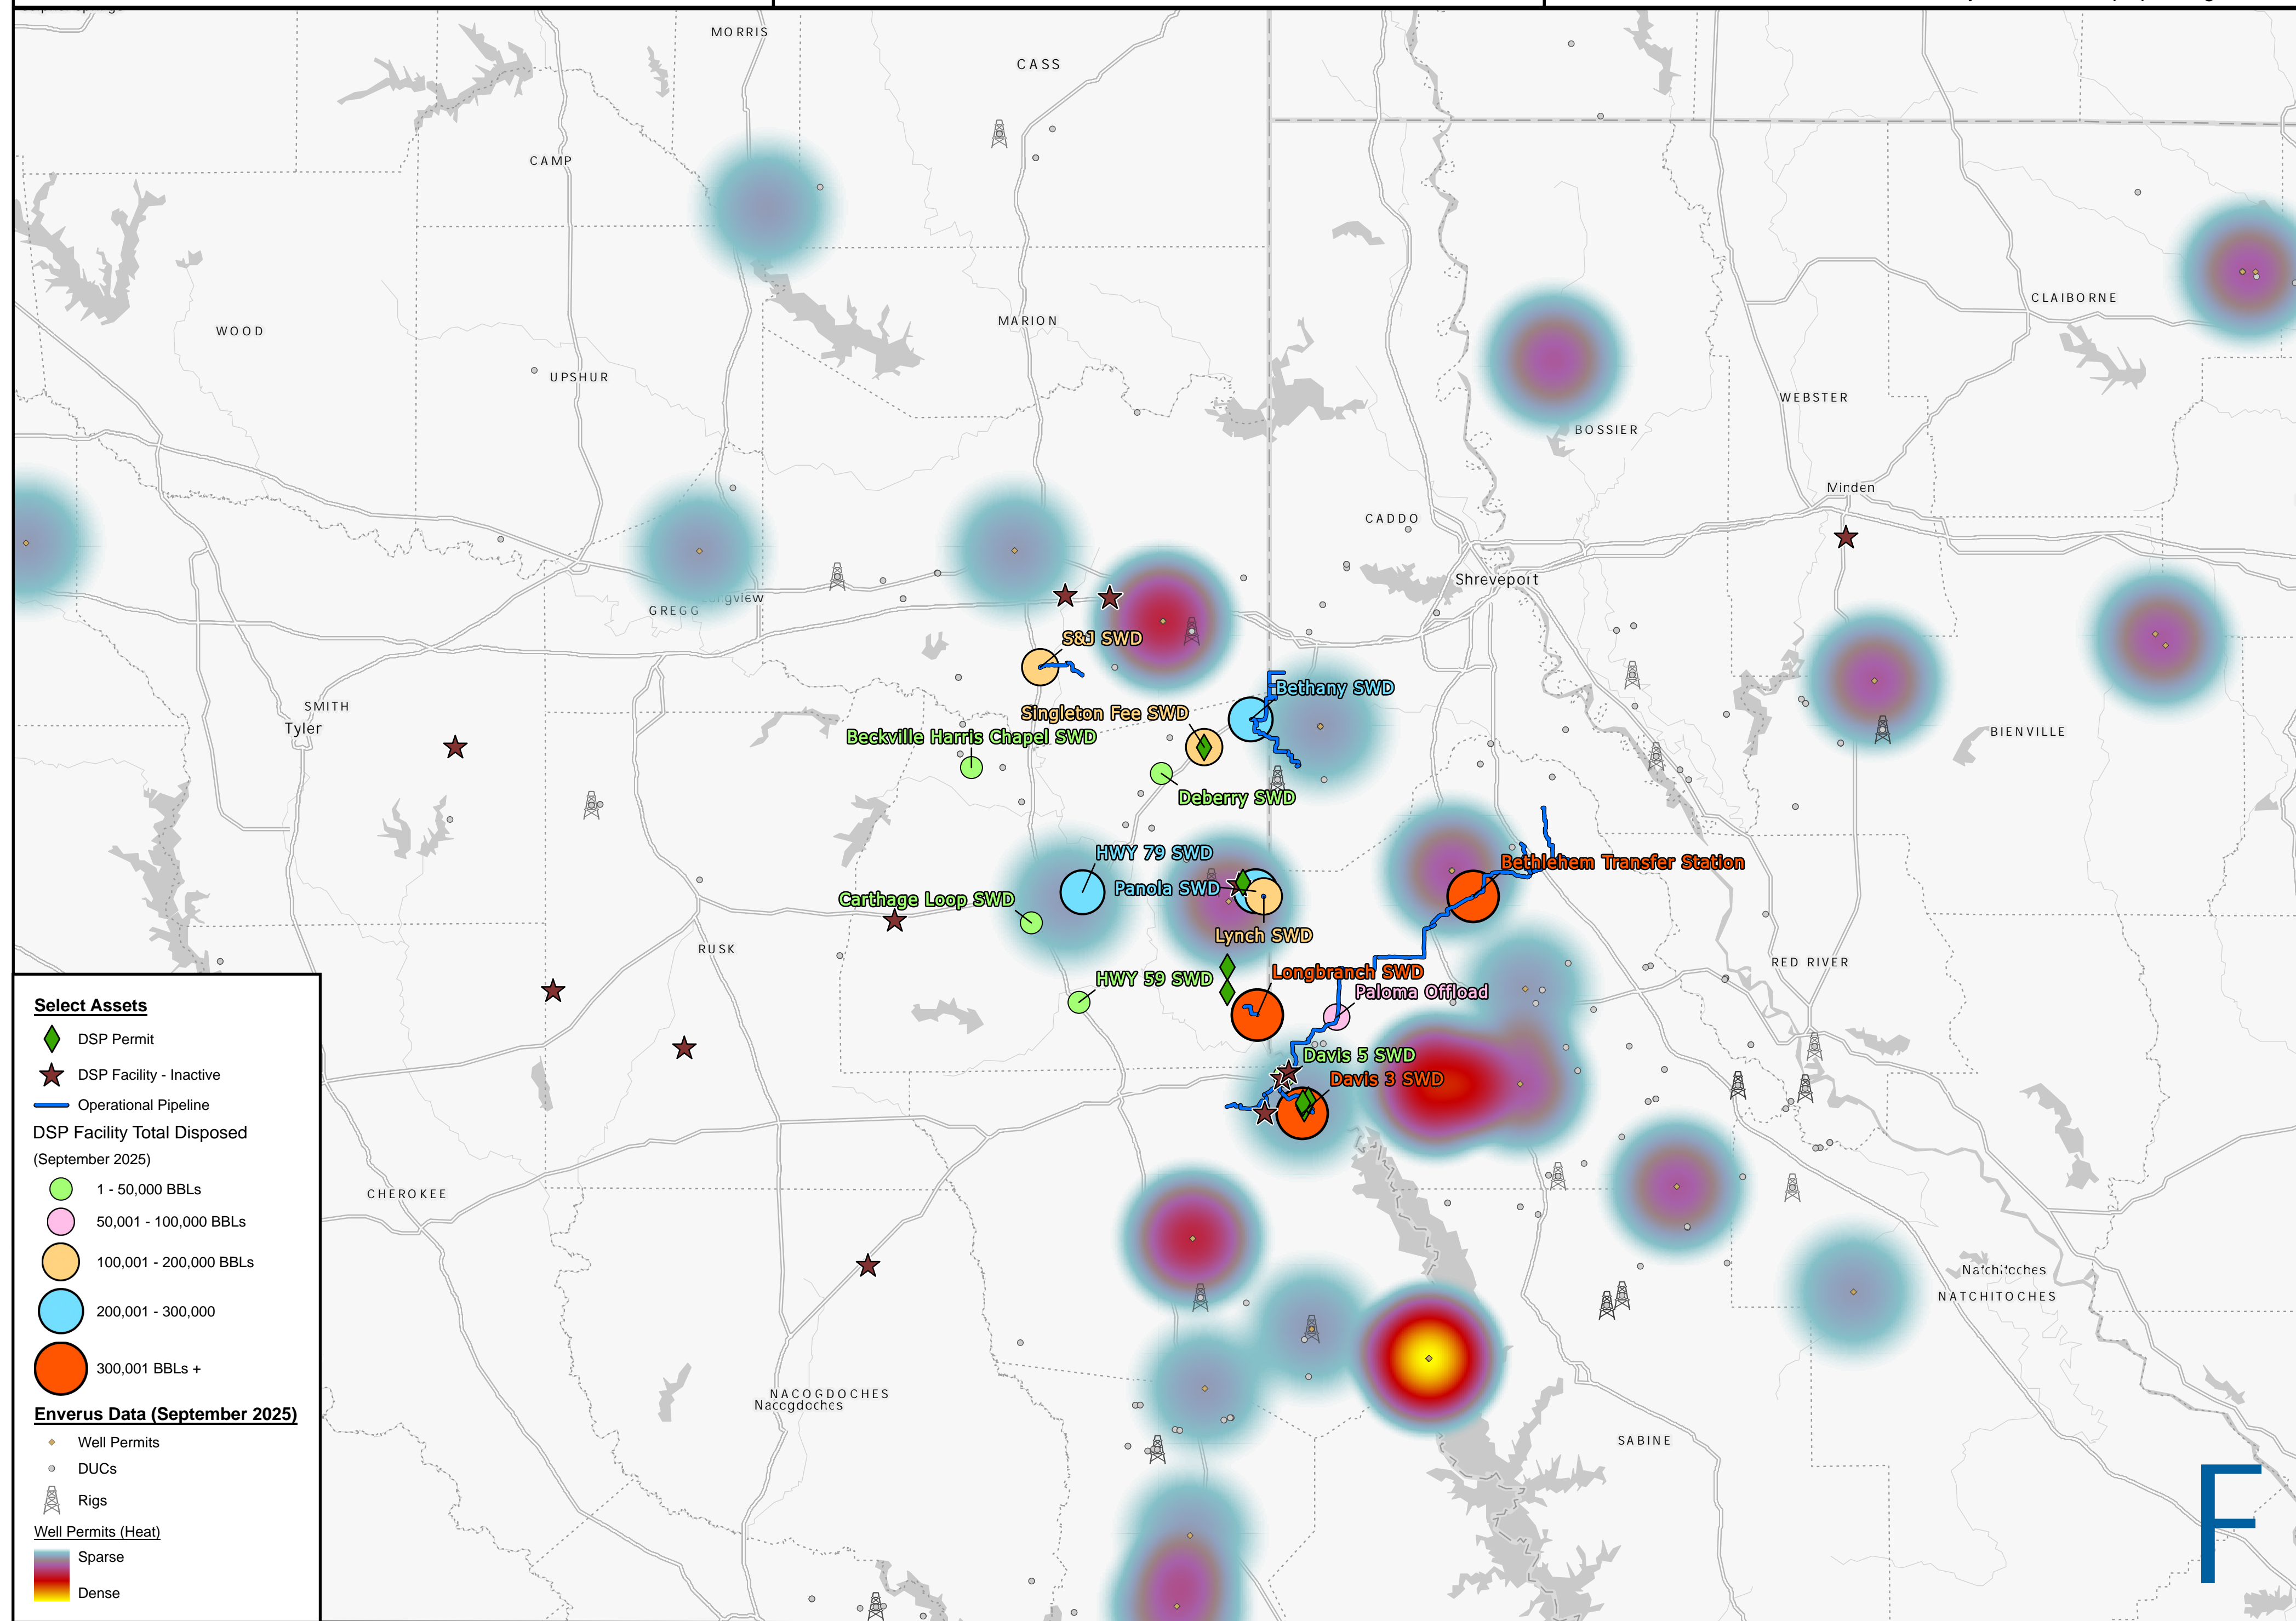 MORRIS
CASS
CAMP
CLAIBORNE
MARION
WOOD
UPSHUR
WEBSTER
BOSSIER
Minden
CADDO
Shreveport
GREGG
S&J SWD
Bethany SWD
SMITH
Singleton Fee SWD
Tyler
BIENVILLE
Beckville Harris Chapel SWD
Deberry SWD
HWY 79 SWD
Bethlehem Transfer Station
Panola SWD
Carthage Loop SWD
Lynch SWD
RUSK
RED RIVER
Longbranch SWD
HWY 59 SWD
Paloma Offload
Davis 5 SWD
Davis 3 SWD
CHEROKEE
Natchitoches
NATCHITOCHES
NACOGDOCHES
Nacogdoches
SABINE
F
Select Assets
DSP Permit
DSP Facility - Inactive
Operational Pipeline
DSP Facility Total Disposed
(September 2025)
1 - 50,000 BBLs
50,001 - 100,000 BBLs
100,001 - 200,000 BBLs
200,001 - 300,000
300,001 BBLs +
Enverus Data (September 2025)
Well Permits
DUCs
Rigs
Well Permits (Heat)
Sparse
Dense